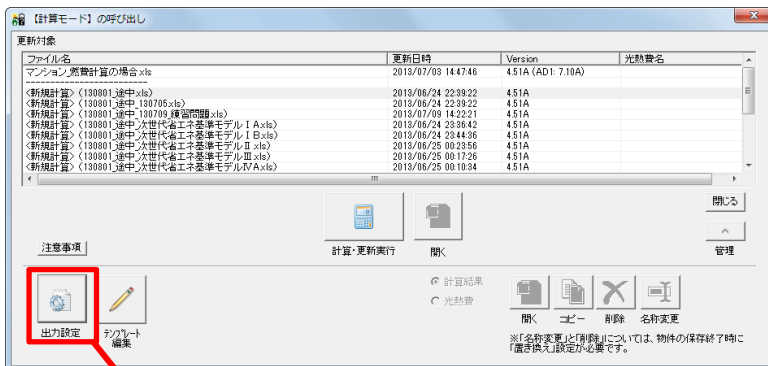 【計算モード】の呼び出し
更新対象
ファイル名 更新日時 Version 光熱費名
マンション_燃費計算の場合.xls 2013/07/03 14:47:46 4.51A (AD1: 7.10A)
<新規計算> (130801_途中.xls) 2013/06/24 22:39:22 4.51A
<新規計算> (130801_途中_130705.xls) 2013/06/24 22:39:22 4.51A
<新規計算> (130801_途中_130709_練習問題.xls) 2013/07/09 14:22:21 4.51A
<新規計算> (130801_途中_次世代省エネ基準モデルⅠA.xls) 2013/06/24 23:36:42 4.51A
<新規計算> (130801_途中_次世代省エネ基準モデルⅠB.xls) 2013/06/24 23:44:36 4.51A
<新規計算> (130801_途中_次世代省エネ基準モデルⅡ.xls) 2013/06/25 00:23:56 4.51A
<新規計算> (130801_途中_次世代省エネ基準モデルⅢ.xls) 2013/06/25 00:17:26 4.51A
<新規計算> (130801_途中_次世代省エネ基準モデルⅣA.xls) 2013/06/25 00:10:34 4.51A
閉じる
注意事項
計算・更新実行
開く
管理
計算結果
光熱費
出力設定
テンプレート
編集
開く コピー 削除 名称変更
※「名称変更」と「削除」については、物件の保存終了時に
「置き換え」設定が必要です。